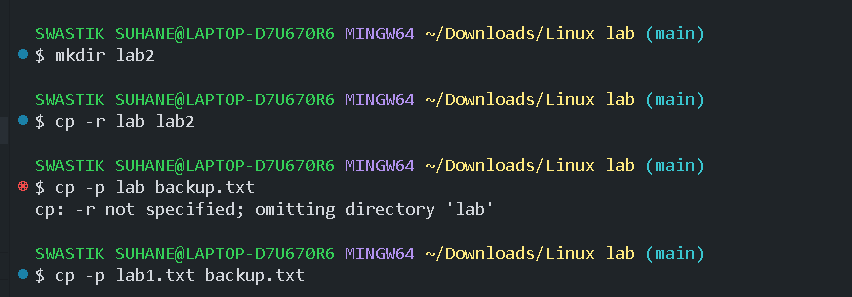 SWASTIK SUHANE@LAPTOP-D7U670R6 MINGW64 ~/Downloads/Linux lab (main)
$ mkdir lab2
SWASTIK SUHANE@LAPTOP-D7U670R6 MINGW64 ~/Downloads/Linux lab (main)
$ cp -r lab lab2
SWASTIK SUHANE@LAPTOP-D7U670R6 MINGW64 ~/Downloads/Linux lab (main)
$ cp -p lab backup.txt
cp: -r not specified; omitting directory 'lab'
SWASTIK SUHANE@LAPTOP-D7U670R6 MINGW64 ~/Downloads/Linux lab (main)
$ cp -p lab1.txt backup.txt